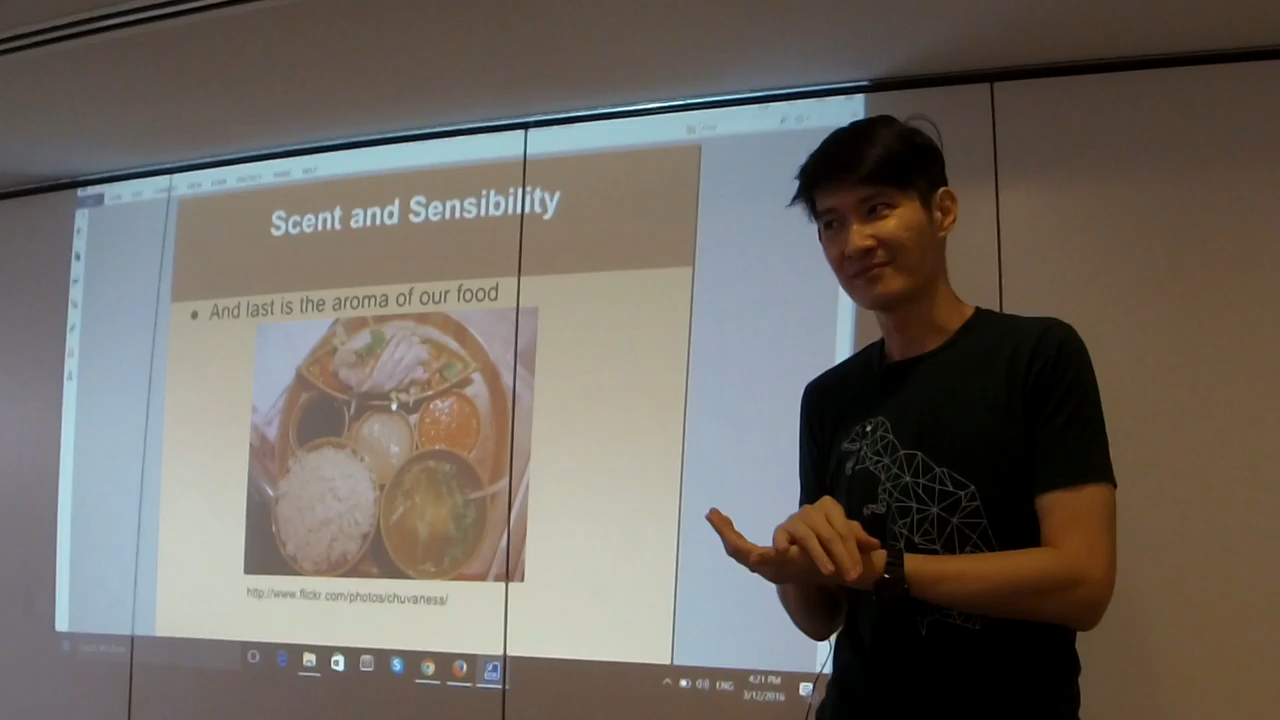 Scent and Sensibility
• And last is the aroma of our food
http://www.flickr.com/photos/chuvaness/
ENG
4:21 PM
3/12/2016